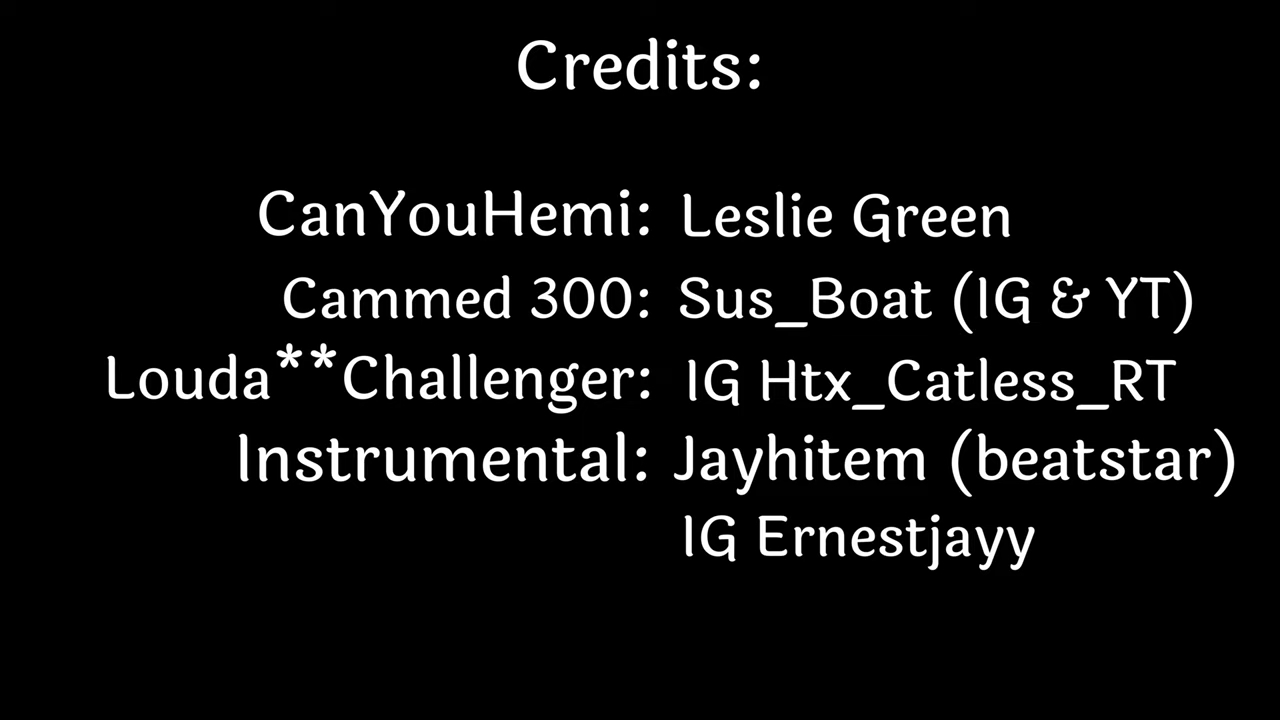 Credits:
CanYouHemi: Leslie Green
Cammed 300: Sus_Boat (IG & YT)
Louda**Challenger: IG Htx_Catless_RT
Instrumental: Jayhitem (beatstar)
IG Ernestjayy